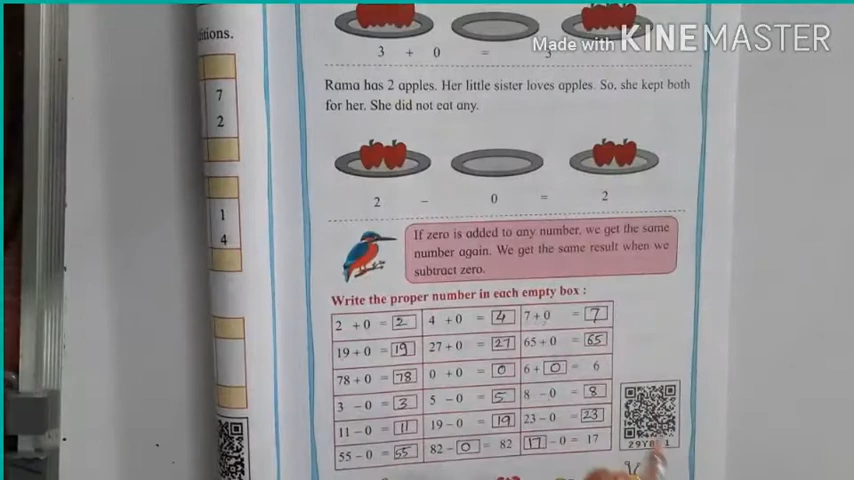 itions.
7
2
1
4
3 + 0 = 3
Made with KINEMASTER
Rama has 2 apples. Her little sister loves apples. So, she kept both
for her. She did not eat any.
2 - 0 = 2
If zero is added to any number, we get the same
number again. We get the same result when we
subtract zero.
Write the proper number in each empty box :
2 + 0 = 2 4 + 0 = 4 7 + 0 = 7
19 + 0 = 19 27 + 0 = 27 65 + 0 = 65
78 + 0 = 78 0 + 0 = 0 6 + 0 = 6
3 - 0 = 3 5 - 0 = 5 8 - 0 = 8
11 - 0 = 11 19 - 0 = 19 23 - 0 = 23
55 - 0 = 55 82 - 0 = 82 17 - 0 = 17